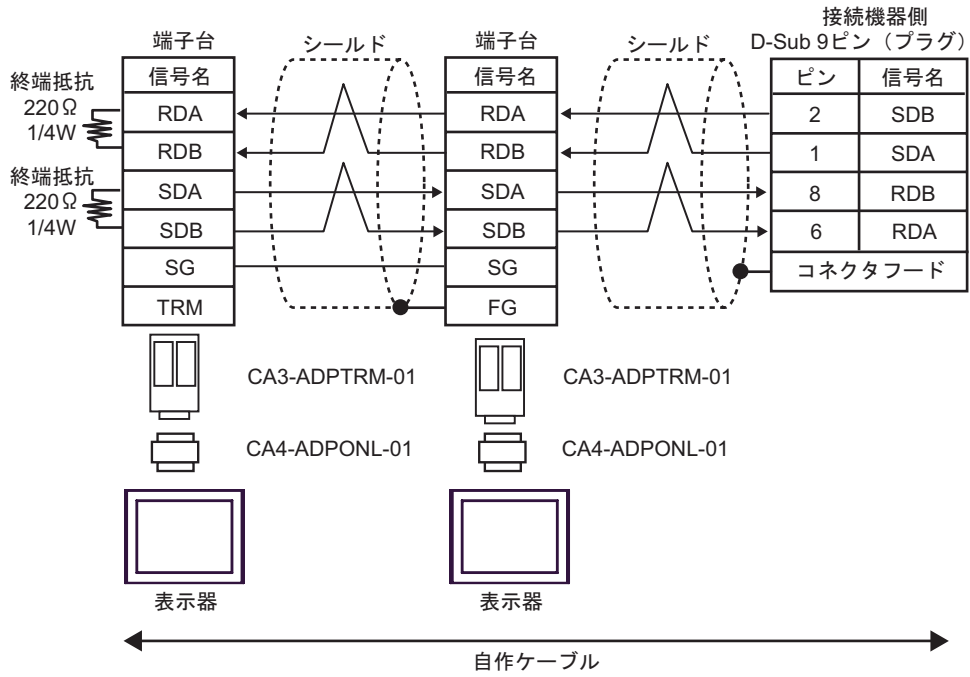 接続機器側
D-Sub 9ピン（プラグ）
端子台
シールド
端子台
シールド
終端抵抗
220Ω
1/4W
終端抵抗
220Ω
1/4W
信号名
RDA
RDB
SDA
SDB
SG
TRM
信号名
RDA
RDB
SDA
SDB
SG
FG
ピン 信号名
2 SDB
1 SDA
8 RDB
6 RDA
コネクタフード
CA3-ADPTRM-01
CA3-ADPTRM-01
CA4-ADPONL-01
CA4-ADPONL-01
表示器
表示器
自作ケーブル